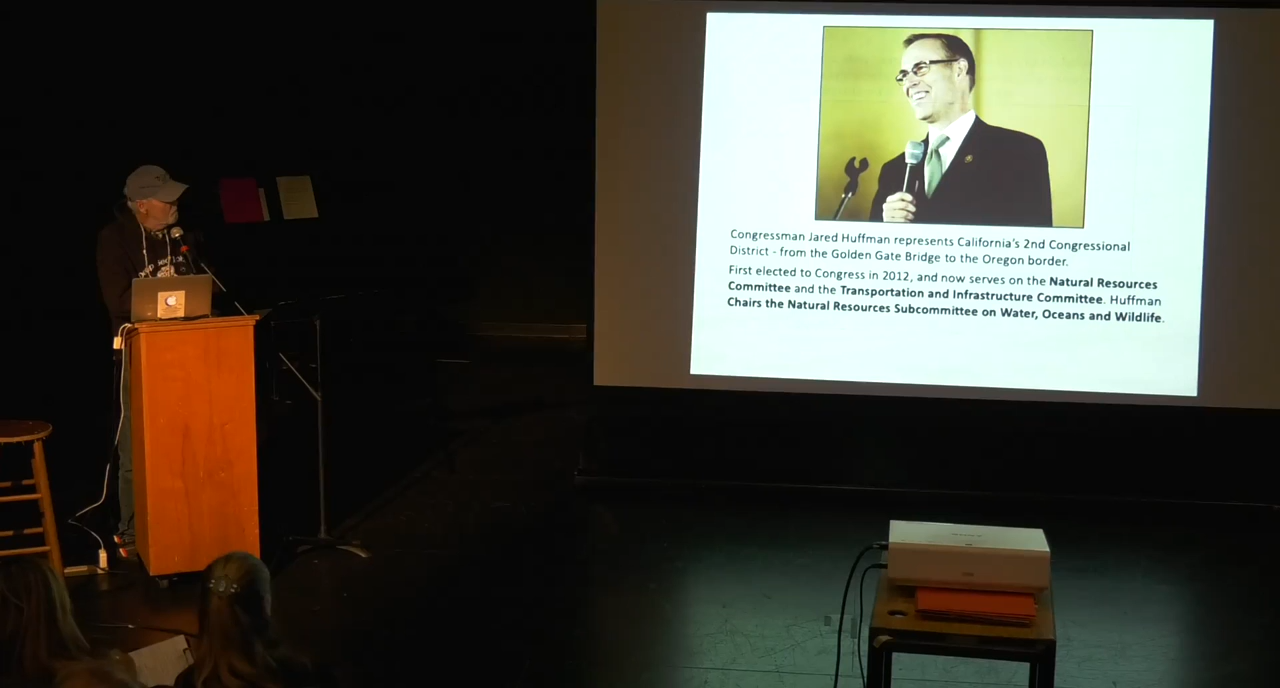 Congressman Jared Huffman represents California's 2nd Congressional
District - from the Golden Gate Bridge to the Oregon border.
First elected to Congress in 2012, and now serves on the Natural Resources
Committee and the Transportation and Infrastructure Committee. Huffman
Chairs the Natural Resources Subcommittee on Water, Oceans and Wildlife.